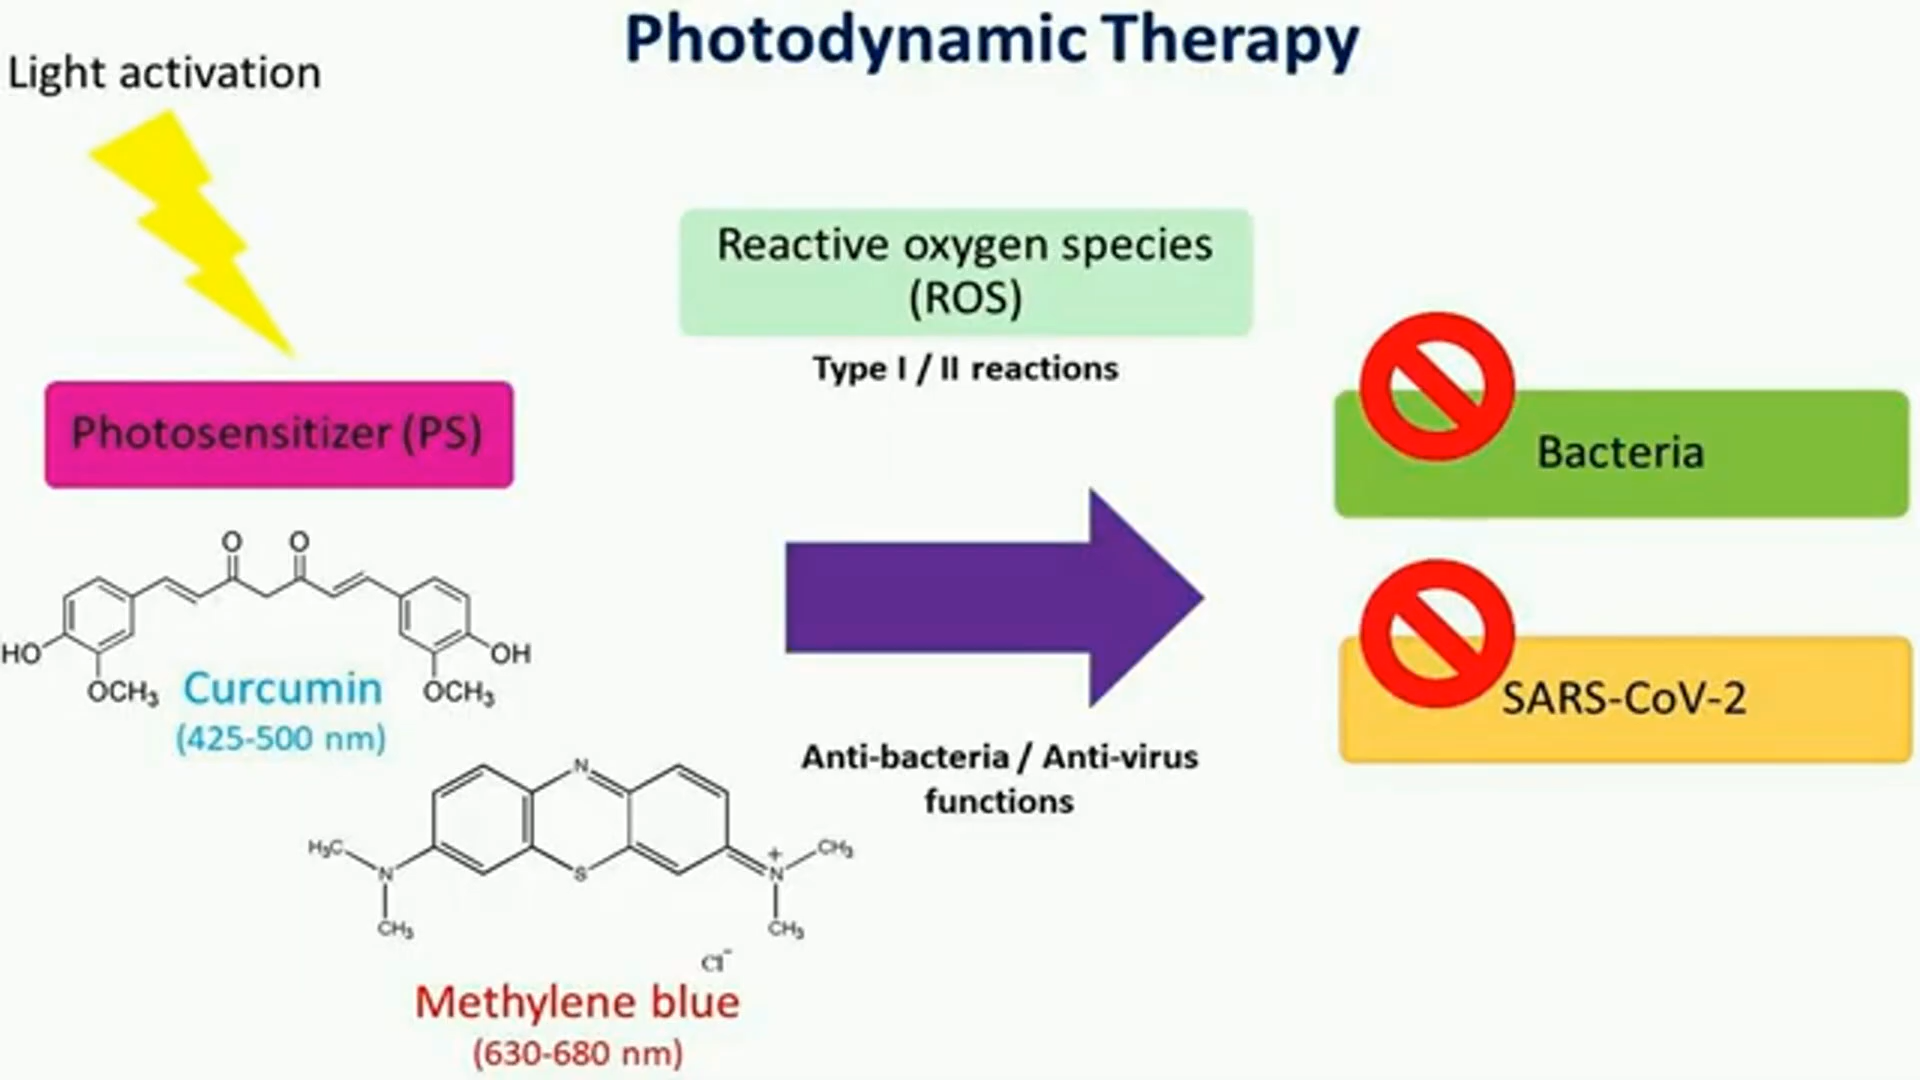 Photodynamic Therapy
Light activation
Reactive oxygen species
(ROS)
Type I / II reactions
Photosensitizer (PS)
Bacteria
O O
HO OH
OCH₃ OCH₃
Curcumin
(425-500 nm)
SARS-CoV-2
Anti-bacteria / Anti-virus
functions
N
H₃C CH₃
N S N+
CH₃ CH₃
Cl⁻
Methylene blue
(630-680 nm)